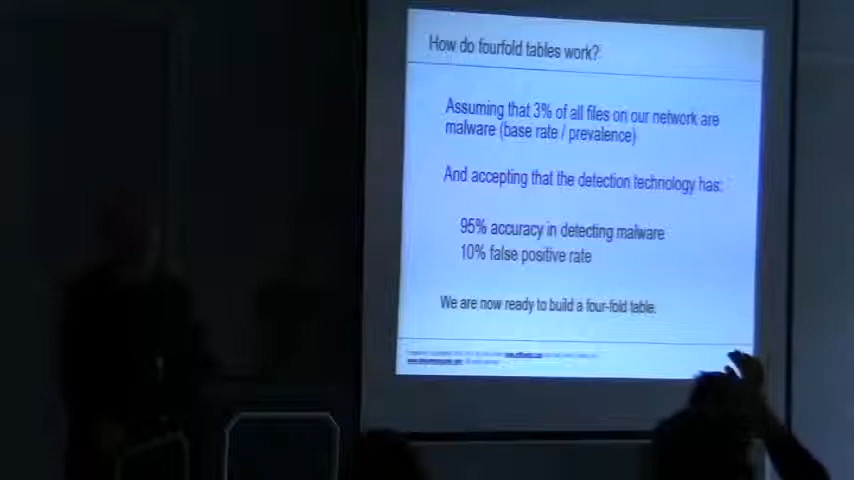 How do fourfold tables work?
Assuming that 3% of all files on our network are
malware (base rate / prevalence)
And accepting that the detection technology has:
95% accuracy in detecting malware
10% false positive rate
We are now ready to build a four-fold table.